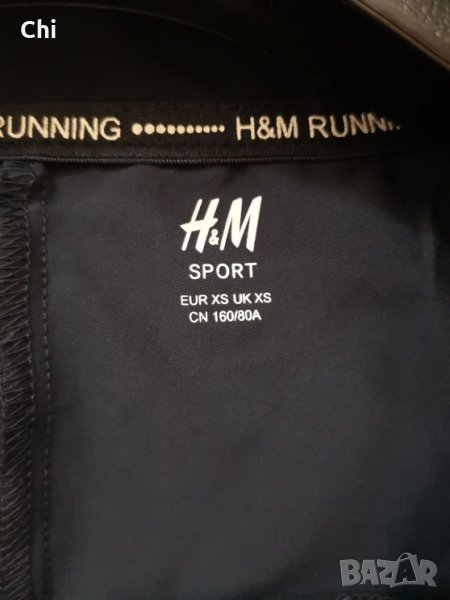 Chi
RUNNING •••••••••• H&M RUNN
H&M
SPORT
EUR XS UK XS
CN 160/80A
BAZAR